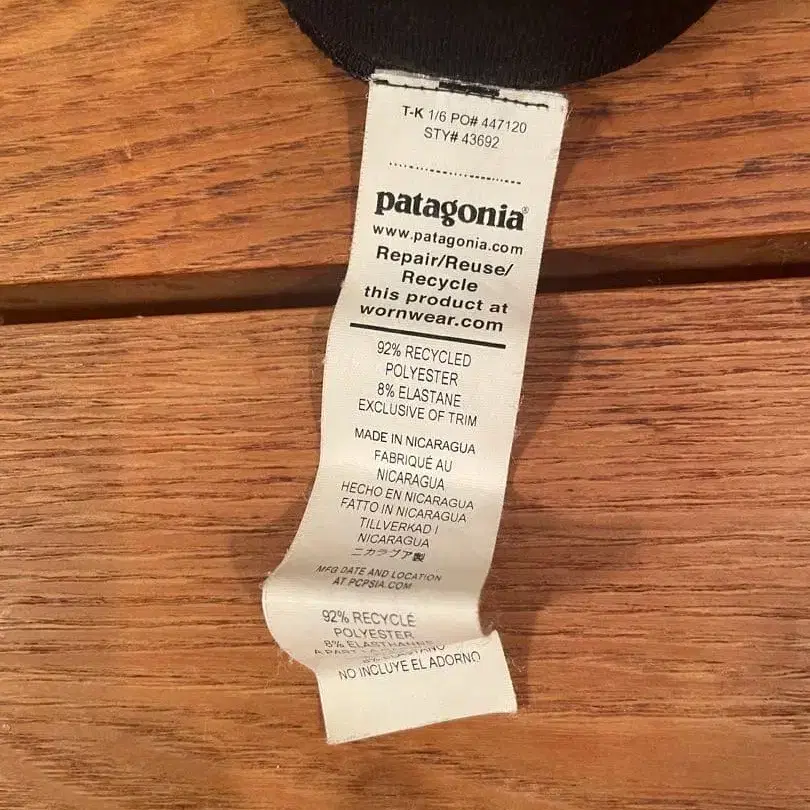 T-K 1/6 PO# 447120
STY# 43692
patagonia®
www.patagonia.com
Repair/Reuse/
Recycle
this product at
wornwear.com
92% RECYCLED
POLYESTER
8% ELASTANE
EXCLUSIVE OF TRIM
MADE IN NICARAGUA
FABRIQUÉ AU
NICARAGUA
HECHO EN NICARAGUA
FATTO IN NICARAGUA
TILLVERKAD I
NICARAGUA
ニカラグア製
MFG DATE AND LOCATION
AT PCPSIA.COM
92% RECYCLÉ
POLYESTER
8% ELASTHANNE
NO INCLUYE EL ADORNO